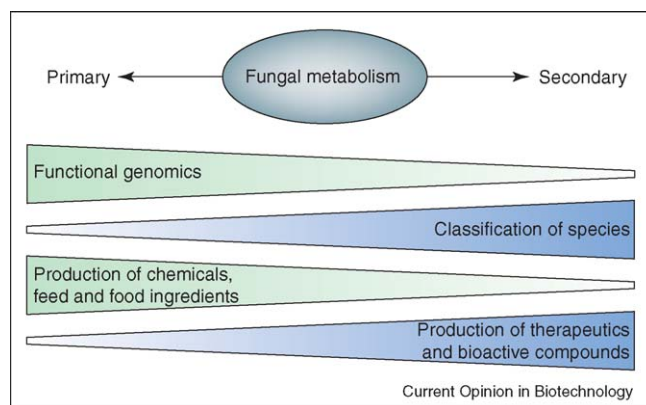 Primary
Fungal metabolism
Secondary
Functional genomics
Classification of species
Production of chemicals,
feed and food ingredients
Production of therapeutics
and bioactive compounds
Current Opinion in Biotechnology